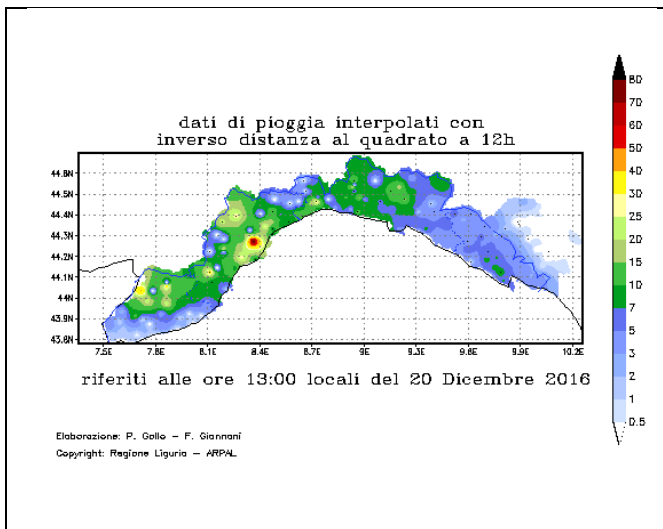 dati di pioggia interpolati con
inverso distanza al quadrato a 12h
44.6N
44.5N
44.4N
44.3N
44.2N
44.1N
44N
43.9N
43.8N
7.5E 7.8E 8.1E 8.4E 8.7E 9E 9.3E 9.6E 9.9E 10.2E
80
70
60
50
40
30
25
20
15
10
7
5
3
2
1
0.5
riferiti alle ore 13:00 locali del 20 Dicembre 2016
Elaborazione: P. Gollo - F. Giannani
Copyright: Regione Liguria - ARPAL